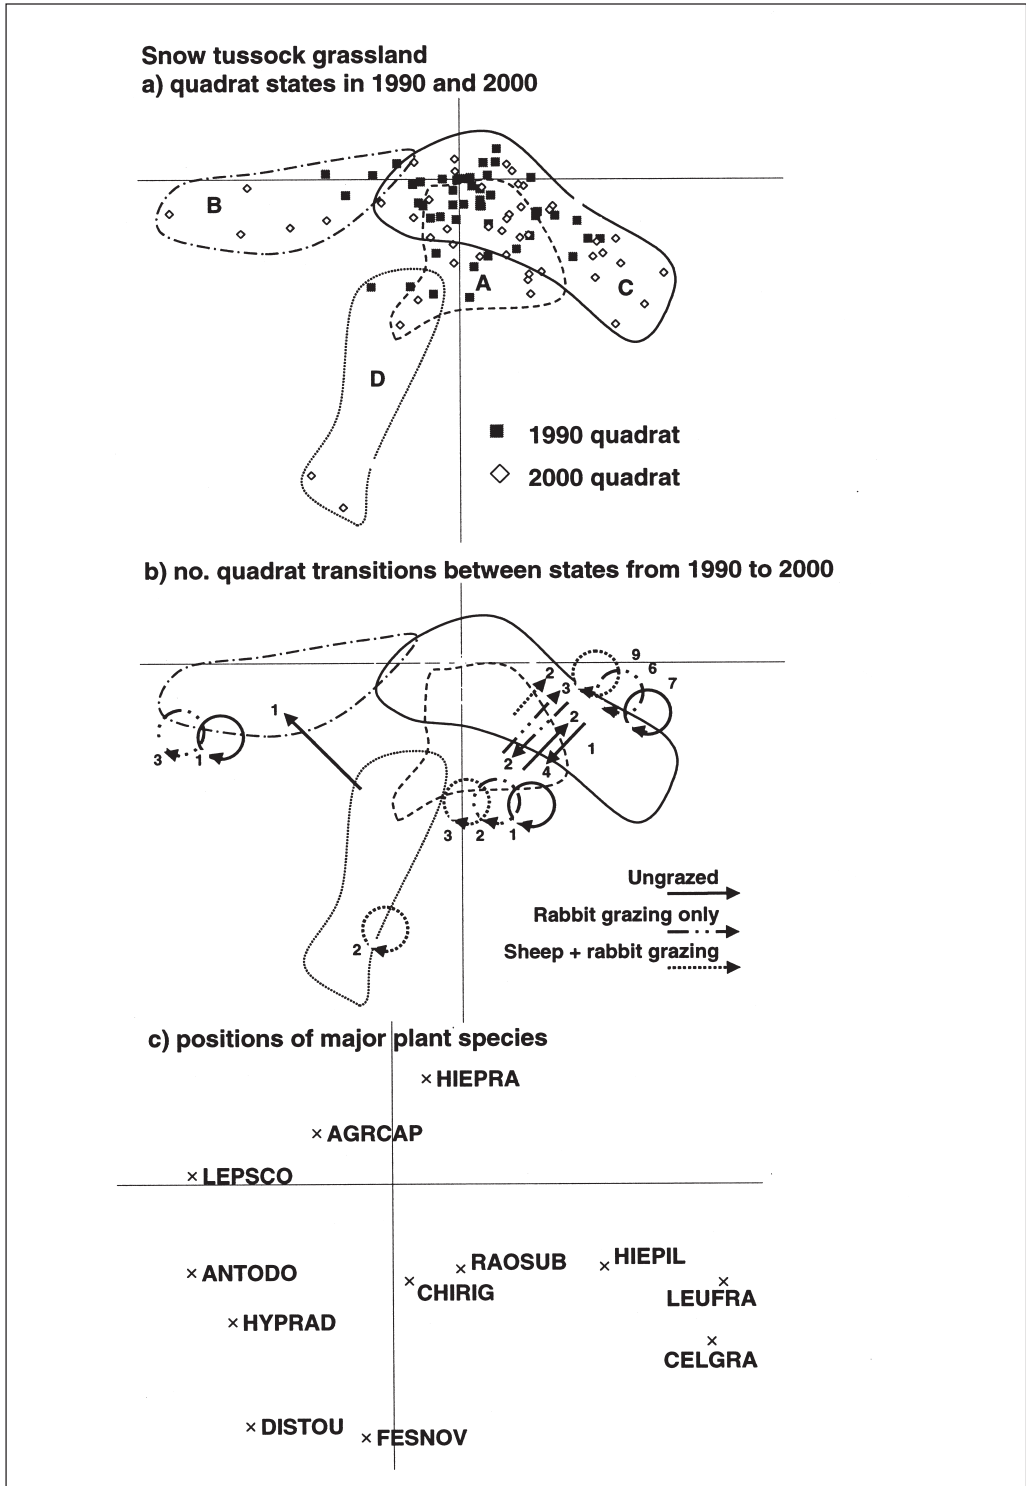 Snow tussock grassland
a) quadrat states in 1990 and 2000
B
A
C
D
1990 quadrat
2000 quadrat
b) no. quadrat transitions between states from 1990 to 2000
9
6
7
2
3
2
1
1
2
4
3
1
3
2
1
2
Ungrazed
Rabbit grazing only
Sheep + rabbit grazing
c) positions of major plant species
HIEPRA
AGRCAP
LEPSCO
ANTODO
RAOSUB
HIEPIL
CHIRIG
LEUFRA
HYPRAD
CELGRA
DISTOU
FESNOV